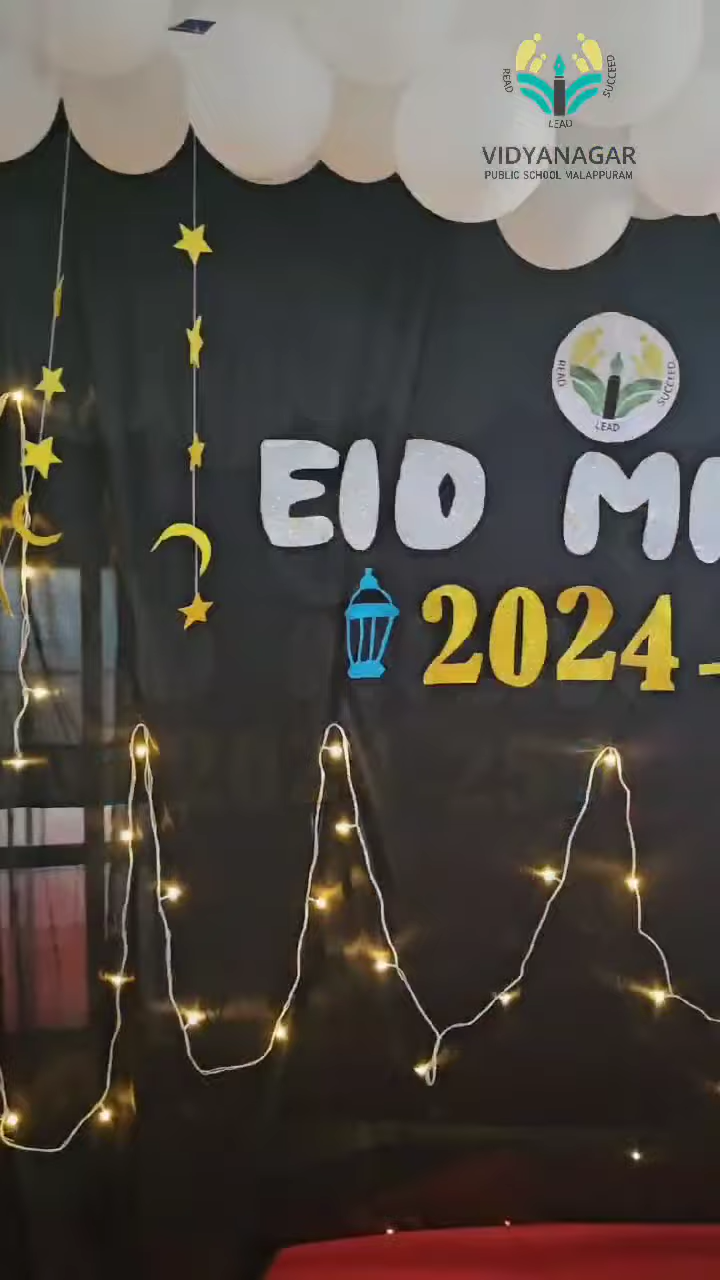 READ
SUCCEED
LEAD
VIDYANAGAR
PUBLIC SCHOOL MALAPPURAM
READ
SUCCEED
LEAD
EID M
2024-